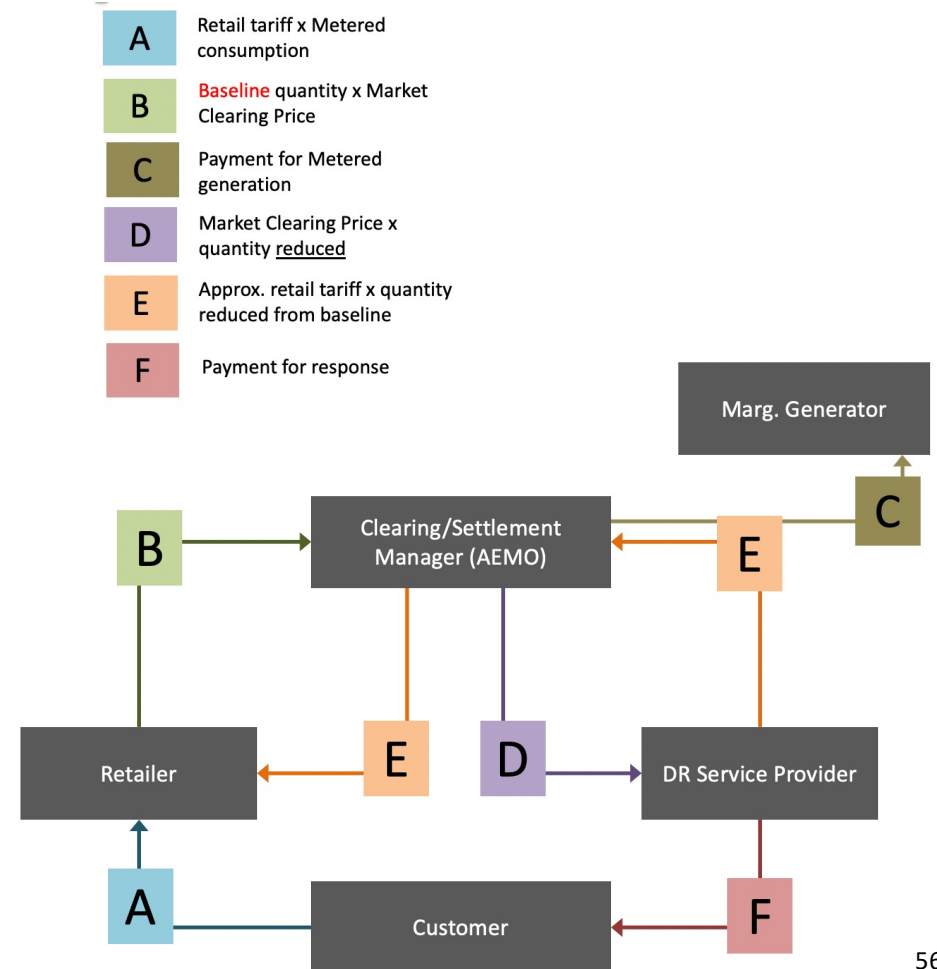 A
Retail tariff x Metered
consumption
B
Baseline quantity x Market
Clearing Price
C
Payment for Metered
generation
D
Market Clearing Price x
quantity reduced
E
Approx. retail tariff x quantity
reduced from baseline
F
Payment for response
Marg. Generator
C
Clearing/Settlement
Manager (AEMO)
B
E
Retailer
E
D
DR Service Provider
A
Customer
F
56